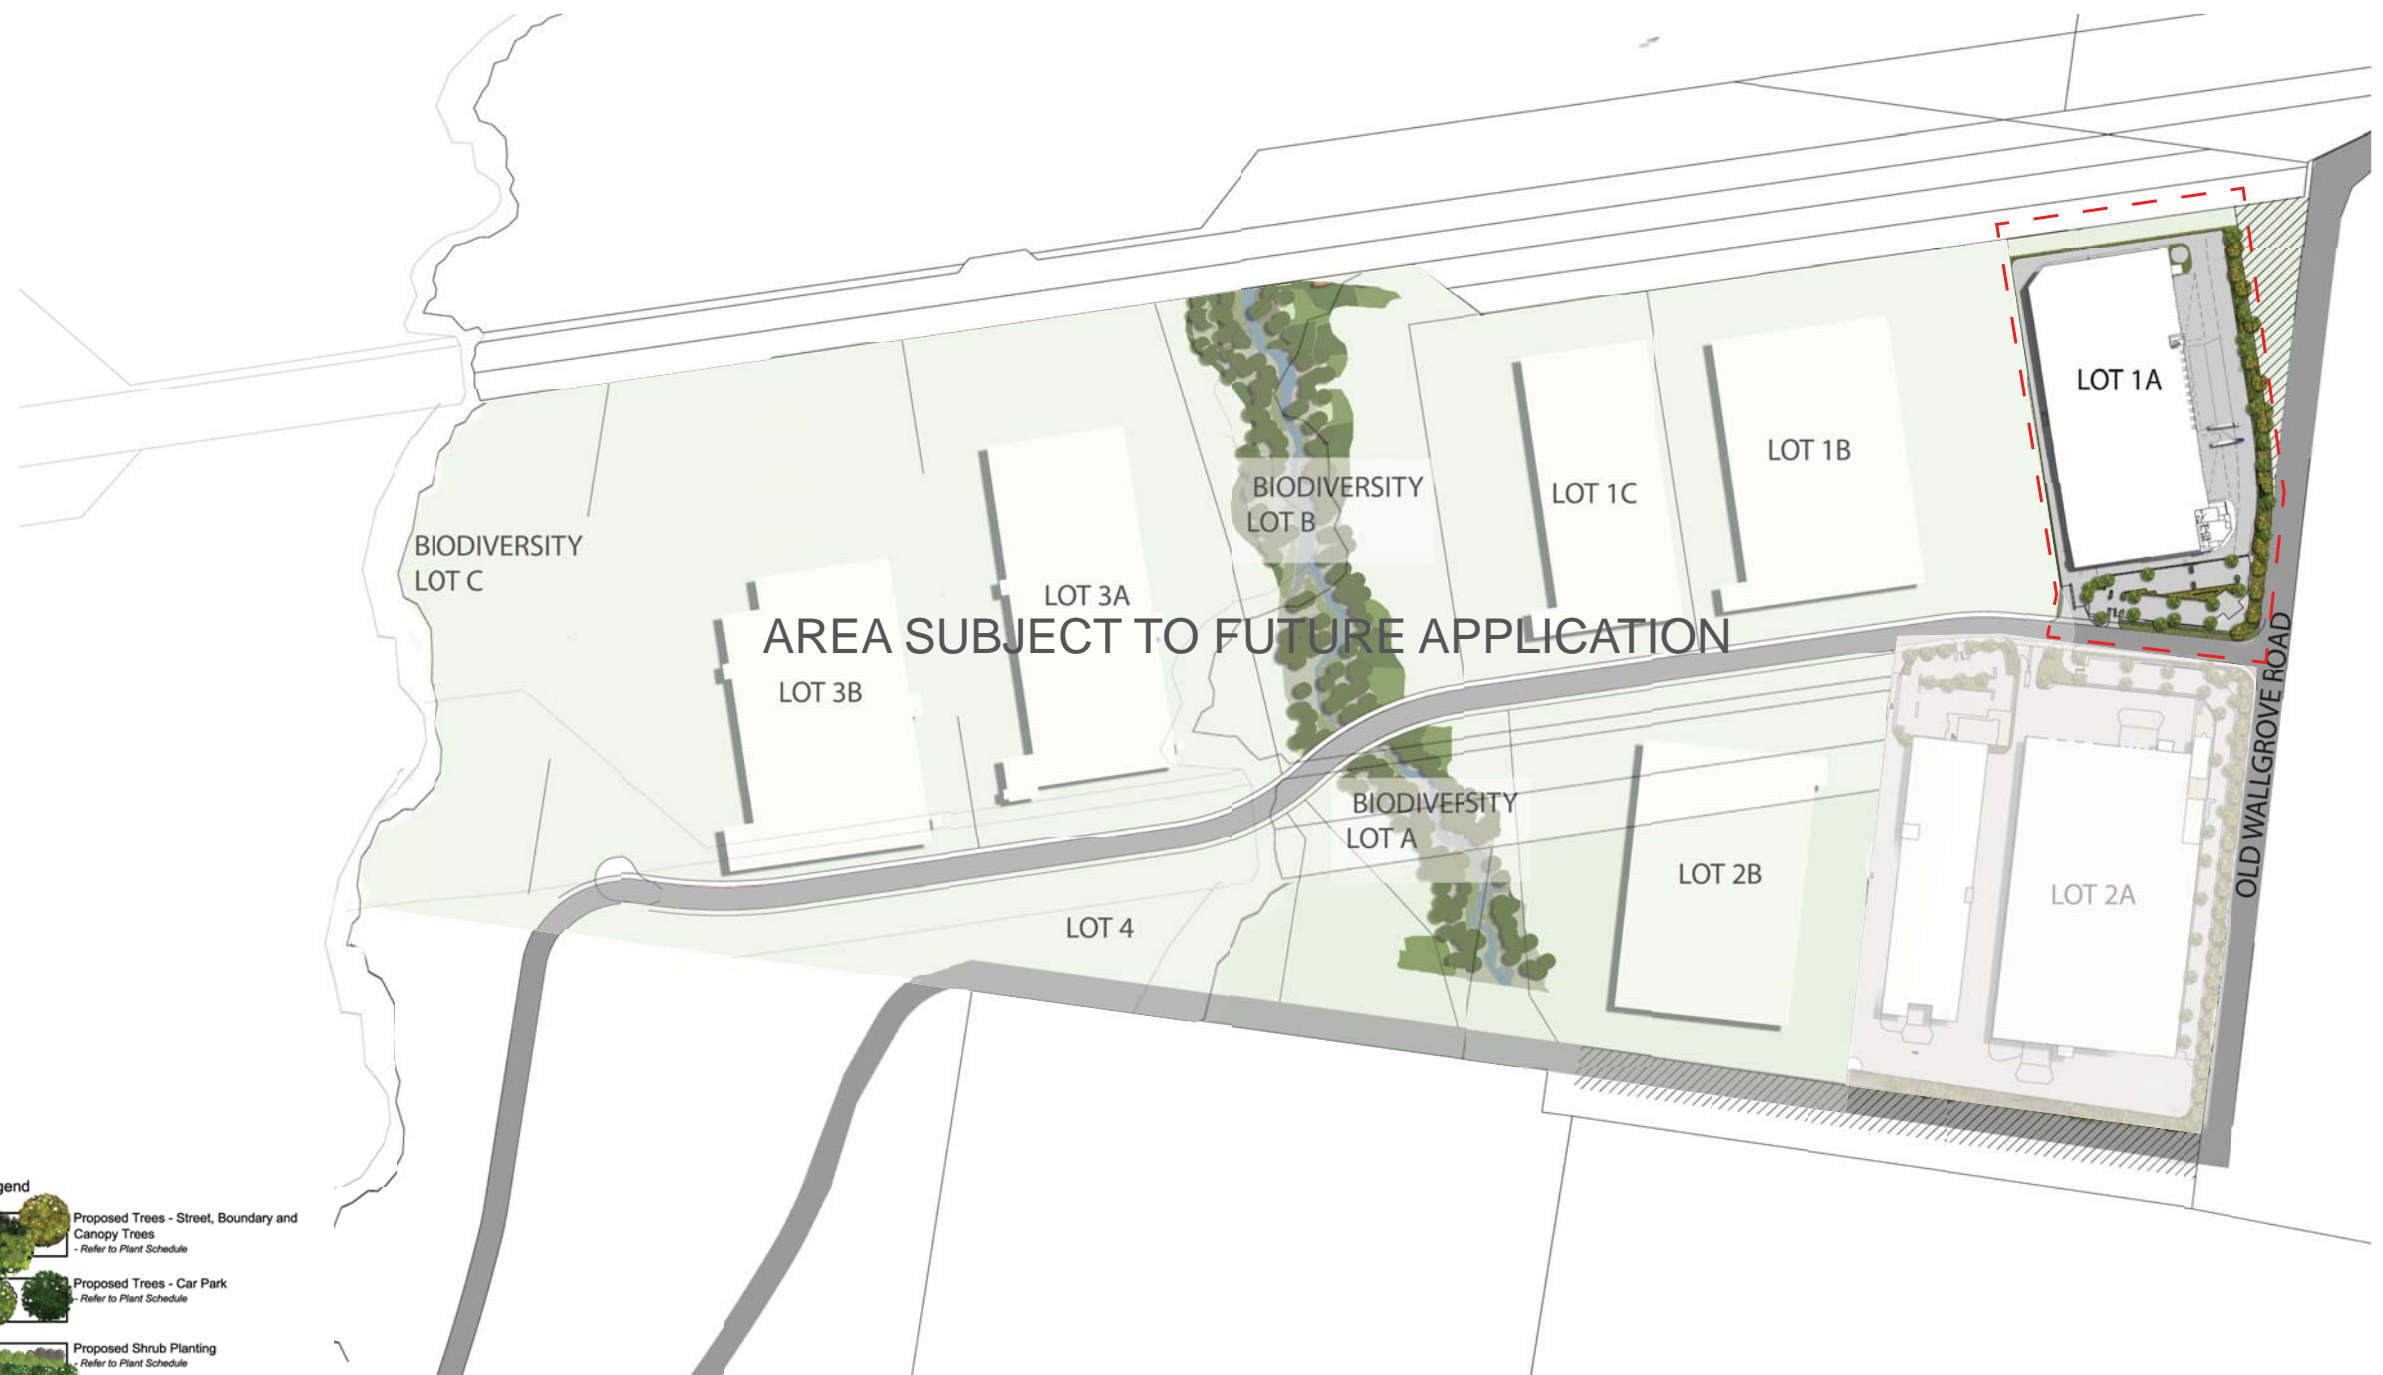 LOT 1A
LOT 1B
LOT 1C
BIODIVERSITY
LOT B
BIODIVERSITY
LOT C
LOT 3A
AREA SUBJECT TO FUTURE APPLICATION
LOT 3B
BIODIVEFSITY
LOT A
LOT 2B
LOT 2A
LOT 4
OLD WALLGROVE ROAD
gend
Proposed Trees - Street, Boundary and
Canopy Trees
- Refer to Plant Schedule
Proposed Trees - Car Park
- Refer to Plant Schedule
Proposed Shrub Planting
- Refer to Plant Schedule